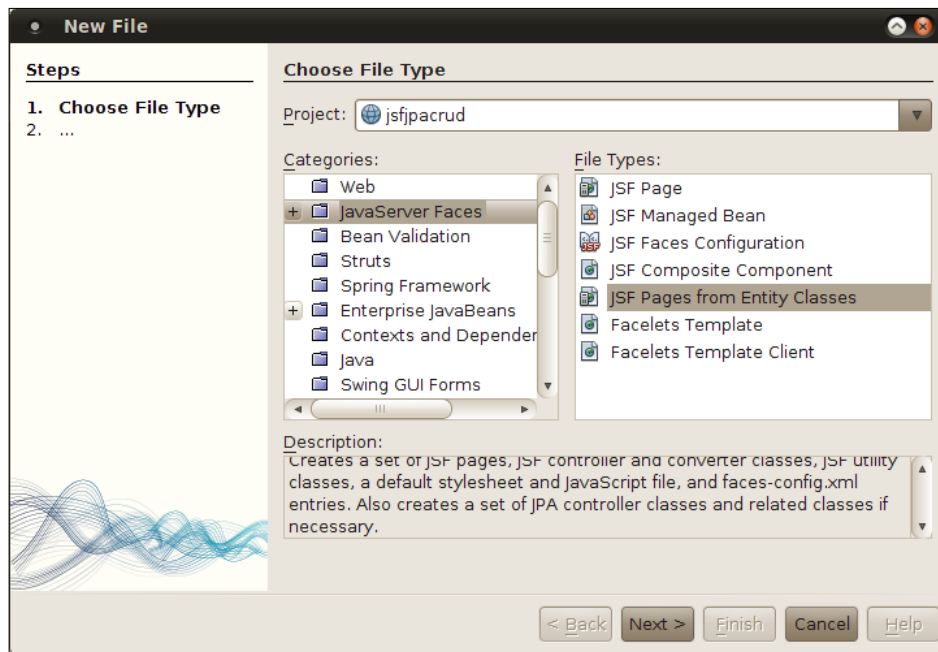 New File
Steps
1. Choose File Type
2. ...
Choose File Type
Project: jsfjpacrud
Categories:
Web
JavaServer Faces
Bean Validation
Struts
Spring Framework
Enterprise JavaBeans
Contexts and Depender
Java
Swing GUI Forms
File Types:
JSF Page
JSF Managed Bean
JSF Faces Configuration
JSF Composite Component
JSF Pages from Entity Classes
Facelets Template
Facelets Template Client
Description:
Creates a set of JSF pages, JSF controller and converter classes, JSF utility
classes, a default stylesheet and JavaScript file, and faces-config.xml
entries. Also creates a set of JPA controller classes and related classes if
necessary.
< Back Next > Finish Cancel Help